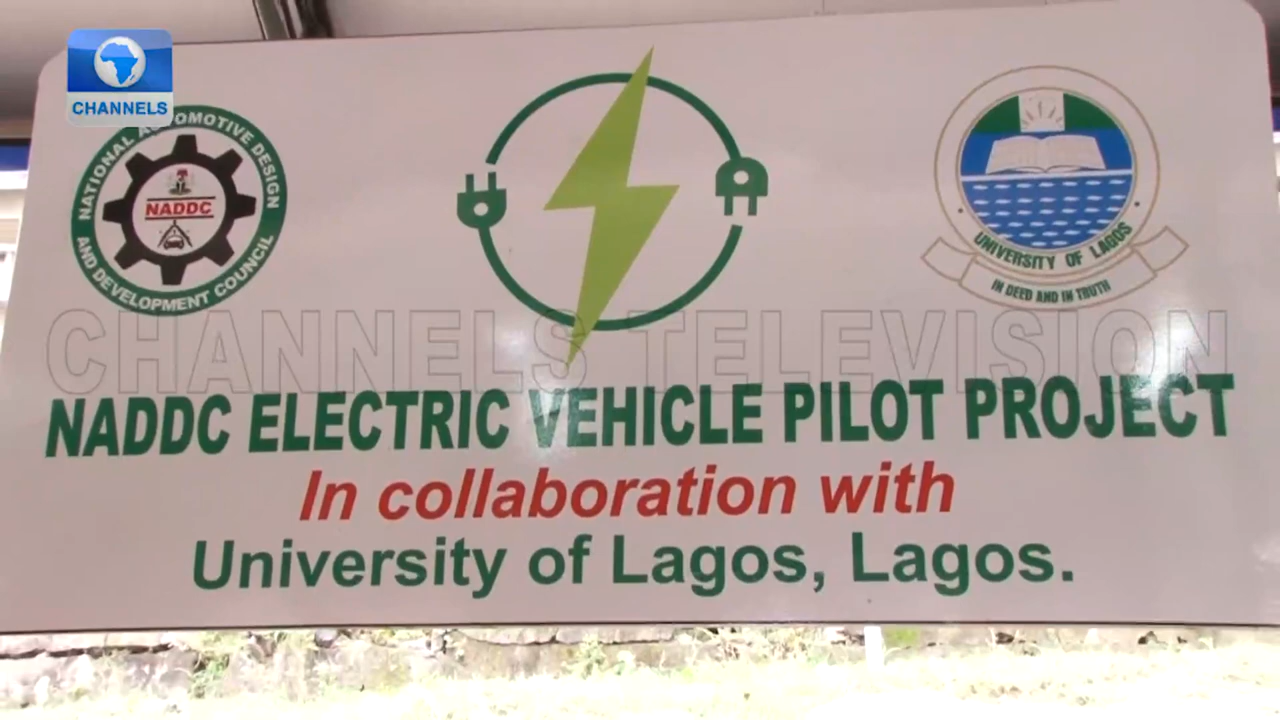 CHANNELS
NATIONAL AUTOMOTIVE DESIGN
AND DEVELOPMENT COUNCIL
NADDC
UNIVERSITY OF LAGOS
IN DEED AND IN TRUTH
CHANNELS TELEVISION
NADDC ELECTRIC VEHICLE PILOT PROJECT
In collaboration with
University of Lagos, Lagos.